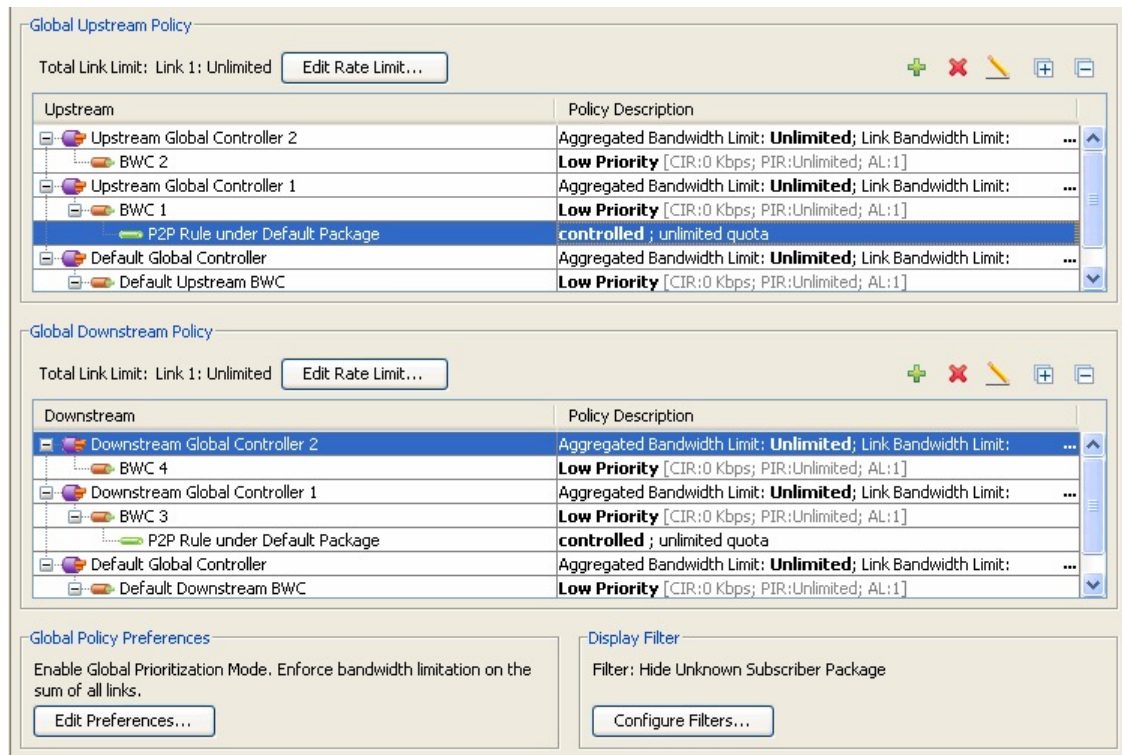 Global Upstream Policy
Total Link Limit: Link 1: Unlimited Edit Rate Limit...
Upstream Policy Description
Upstream Global Controller 2 Aggregated Bandwidth Limit: Unlimited; Link Bandwidth Limit: ...
BWC 2 Low Priority [CIR:0 Kbps; PIR:Unlimited; AL:1]
Upstream Global Controller 1 Aggregated Bandwidth Limit: Unlimited; Link Bandwidth Limit: ...
BWC 1 Low Priority [CIR:0 Kbps; PIR:Unlimited; AL:1]
P2P Rule under Default Package controlled ; unlimited quota
Default Global Controller Aggregated Bandwidth Limit: Unlimited; Link Bandwidth Limit: ...
Default Upstream BWC Low Priority [CIR:0 Kbps; PIR:Unlimited; AL:1]
Global Downstream Policy
Total Link Limit: Link 1: Unlimited Edit Rate Limit...
Downstream Policy Description
Downstream Global Controller 2 Aggregated Bandwidth Limit: Unlimited; Link Bandwidth Limit: ...
BWC 4 Low Priority [CIR:0 Kbps; PIR:Unlimited; AL:1]
Downstream Global Controller 1 Aggregated Bandwidth Limit: Unlimited; Link Bandwidth Limit: ...
BWC 3 Low Priority [CIR:0 Kbps; PIR:Unlimited; AL:1]
P2P Rule under Default Package controlled ; unlimited quota
Default Global Controller Aggregated Bandwidth Limit: Unlimited; Link Bandwidth Limit: ...
Default Downstream BWC Low Priority [CIR:0 Kbps; PIR:Unlimited; AL:1]
Global Policy Preferences
Enable Global Prioritization Mode. Enforce bandwidth limitation on the
sum of all links.
Edit Preferences...
Display Filter
Filter: Hide Unknown Subscriber Package
Configure Filters...